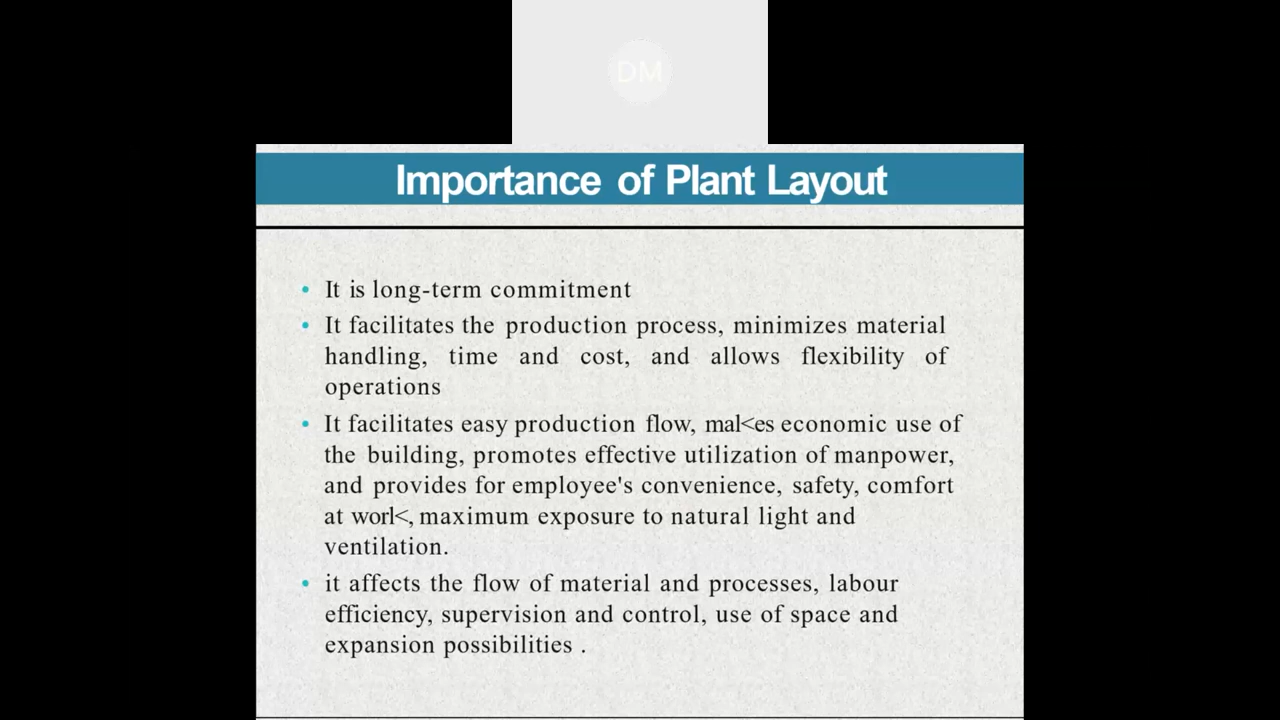 DM
Importance of Plant Layout
• It is long-term commitment
• It facilitates the production process, minimizes material
handling, time and cost, and allows flexibility of
operations
• It facilitates easy production flow, mal<es economic use of
the building, promotes effective utilization of manpower,
and provides for employee's convenience, safety, comfort
at worl<, maximum exposure to natural light and
ventilation.
• it affects the flow of material and processes, labour
efficiency, supervision and control, use of space and
expansion possibilities .